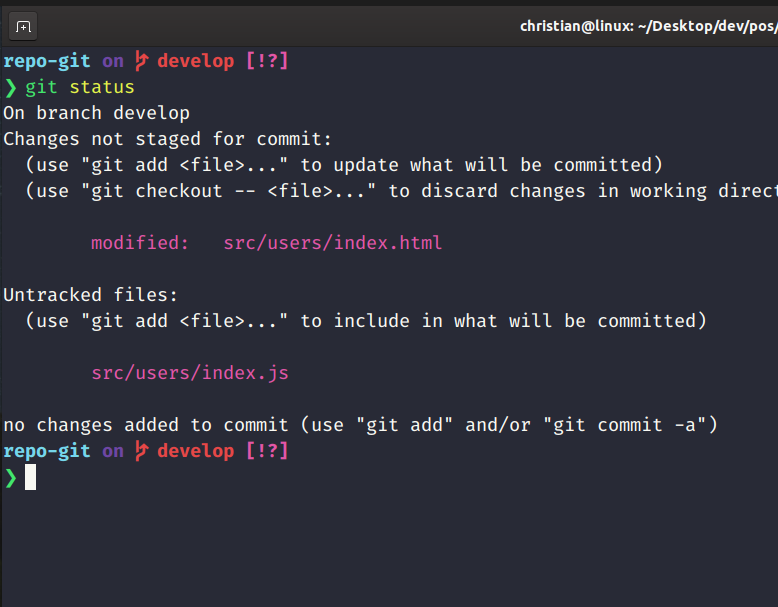 christian@linux: ~/Desktop/dev/pos/
repo-git on develop [!?]
❯ git status
On branch develop
Changes not staged for commit:
  (use "git add <file>..." to update what will be committed)
  (use "git checkout -- <file>..." to discard changes in working direct
        modified:   src/users/index.html
Untracked files:
  (use "git add <file>..." to include in what will be committed)
        src/users/index.js
no changes added to commit (use "git add" and/or "git commit -a")
repo-git on develop [!?]
❯